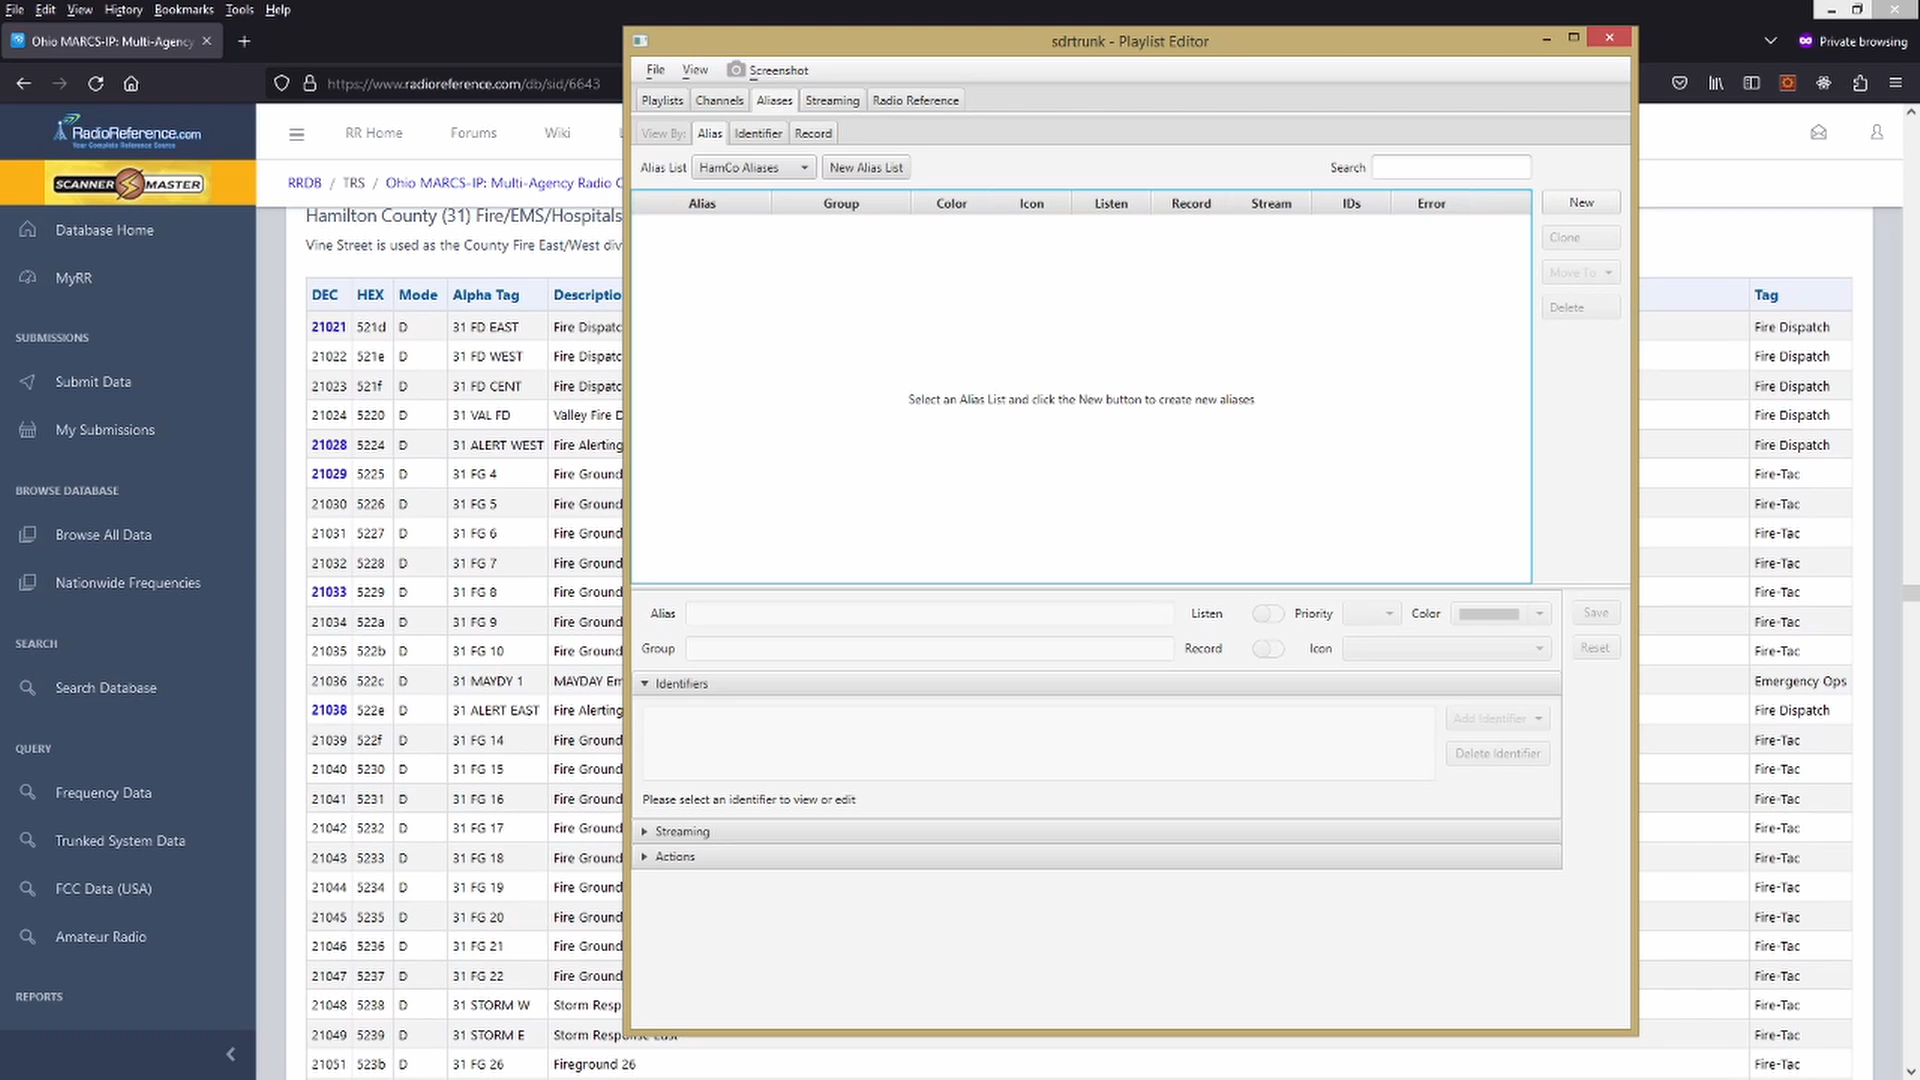 File Edit View History Bookmarks Tools Help
Ohio MARCS-IP: Multi-Agency
Private browsing
https://www.radioreference.com/db/sid/6643
RadioReference.com
Your Complete Reference Source
SCANNER MASTER
Database Home
MyRR
SUBMISSIONS
Submit Data
My Submissions
BROWSE DATABASE
Browse All Data
Nationwide Frequencies
SEARCH
Search Database
QUERY
Frequency Data
Trunked System Data
FCC Data (USA)
Amateur Radio
REPORTS
RR Home Forums Wiki
RRDB / TRS / Ohio MARCS-IP: Multi-Agency Radio C
Hamilton County (31) Fire/EMS/Hospitals
Vine Street is used as the County Fire East/West div
DEC HEX Mode Alpha Tag Descriptio Tag
21021 521d D 31 FD EAST Fire Dispatc Fire Dispatch
21022 521e D 31 FD WEST Fire Dispatc Fire Dispatch
21023 521f D 31 FD CENT Fire Dispatc Fire Dispatch
21024 5220 D 31 VAL FD Valley Fire D Fire Dispatch
21028 5224 D 31 ALERT WEST Fire Alerting Fire Dispatch
21029 5225 D 31 FG 4 Fire Ground Fire-Tac
21030 5226 D 31 FG 5 Fire Ground Fire-Tac
21031 5227 D 31 FG 6 Fire Ground Fire-Tac
21032 5228 D 31 FG 7 Fire Ground Fire-Tac
21033 5229 D 31 FG 8 Fire Ground Fire-Tac
21034 522a D 31 FG 9 Fire Ground Fire-Tac
21035 522b D 31 FG 10 Fire Ground Fire-Tac
21036 522c D 31 MAYDY 1 MAYDAY Em Emergency Ops
21038 522e D 31 ALERT EAST Fire Alerting Fire Dispatch
21039 522f D 31 FG 14 Fire Ground Fire-Tac
21040 5230 D 31 FG 15 Fire Ground Fire-Tac
21041 5231 D 31 FG 16 Fire Ground Fire-Tac
21042 5232 D 31 FG 17 Fire Ground Fire-Tac
21043 5233 D 31 FG 18 Fire Ground Fire-Tac
21044 5234 D 31 FG 19 Fire Ground Fire-Tac
21045 5235 D 31 FG 20 Fire Ground Fire-Tac
21046 5236 D 31 FG 21 Fire Ground Fire-Tac
21047 5237 D 31 FG 22 Fire Ground Fire-Tac
21048 5238 D 31 STORM W Storm Resp Fire-Tac
21049 5239 D 31 STORM E Storm Response East Fire-Tac
21051 523b D 31 FG 26 Fireground 26 Fire-Tac
sdrtrunk - Playlist Editor
File View Screenshot
Playlists Channels Aliases Streaming Radio Reference
View By: Alias Identifier Record
Alias List HamCo Aliases New Alias List Search
Alias Group Color Icon Listen Record Stream IDs Error
New
Clone
Move To
Delete
Select an Alias List and click the New button to create new aliases
Alias Listen Priority Color Save
Group Record Icon Reset
Identifiers
Add Identifier
Delete Identifier
Please select an identifier to view or edit
Streaming
Actions